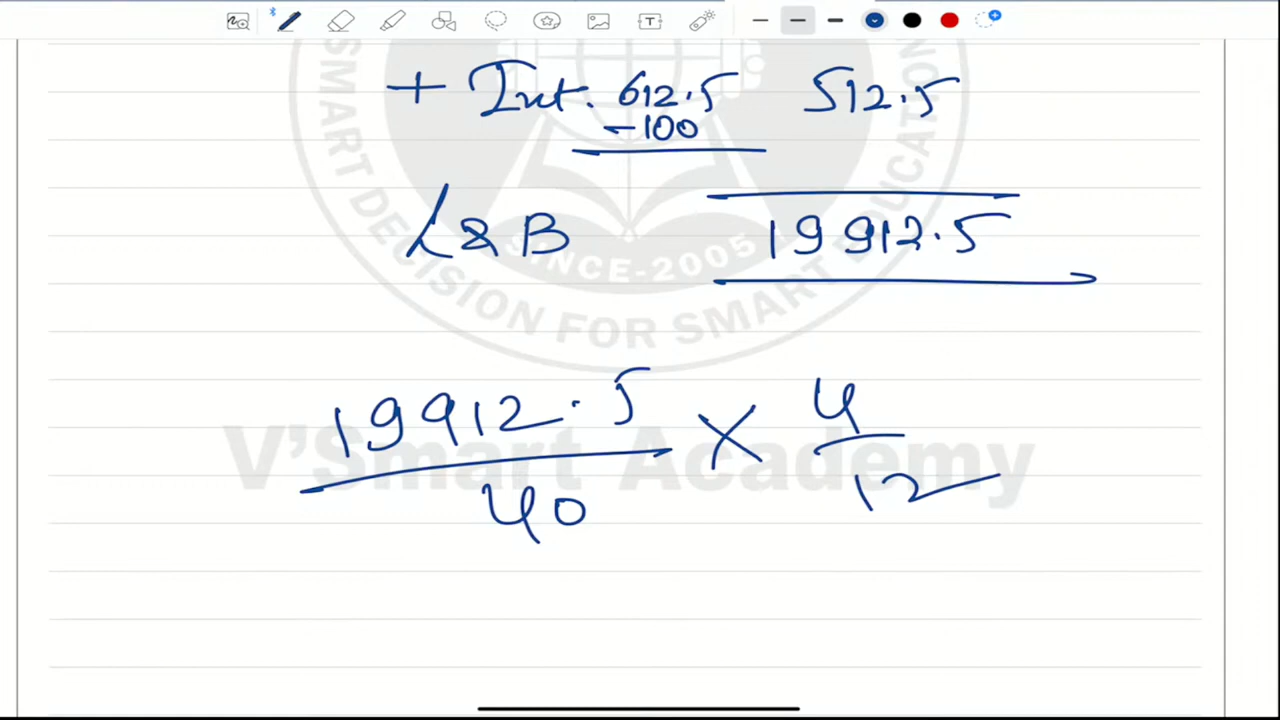 + Int. 612.5 512.5
-100
L & B 19912.5
19912.5 × 4
40 12
SMART DECISION FOR SMART EDUCATION
SINCE-2005
V'Smart Academy